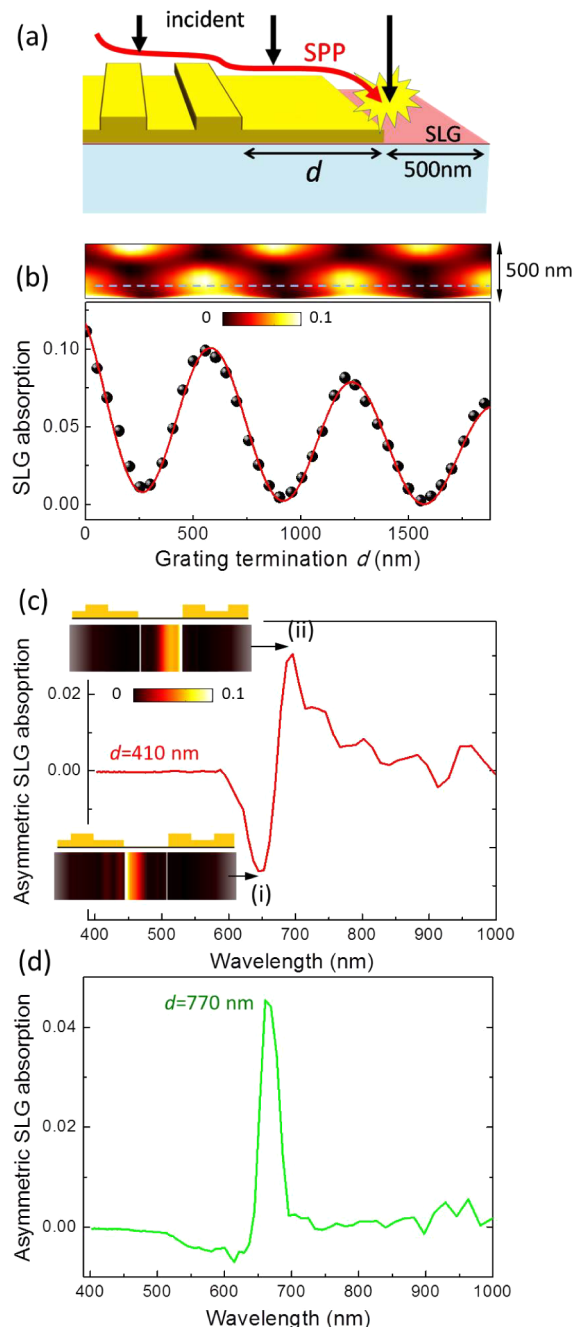 (a)
incident
SPP
SLG
d
500nm
(b)
500 nm
0 0.1
SLG absorption
0.10
0.05
0.00
0 500 1000 1500
Grating termination d (nm)
(c)
(ii)
0 0.1
Asymmetric SLG absoprtion
0.02
0.00
d=410 nm
(i)
400 500 600 700 800 900 1000
Wavelength (nm)
(d)
d=770 nm
Asymmetric SLG absorption
0.04
0.02
0.00
400 500 600 700 800 900 1000
Wavelength (nm)